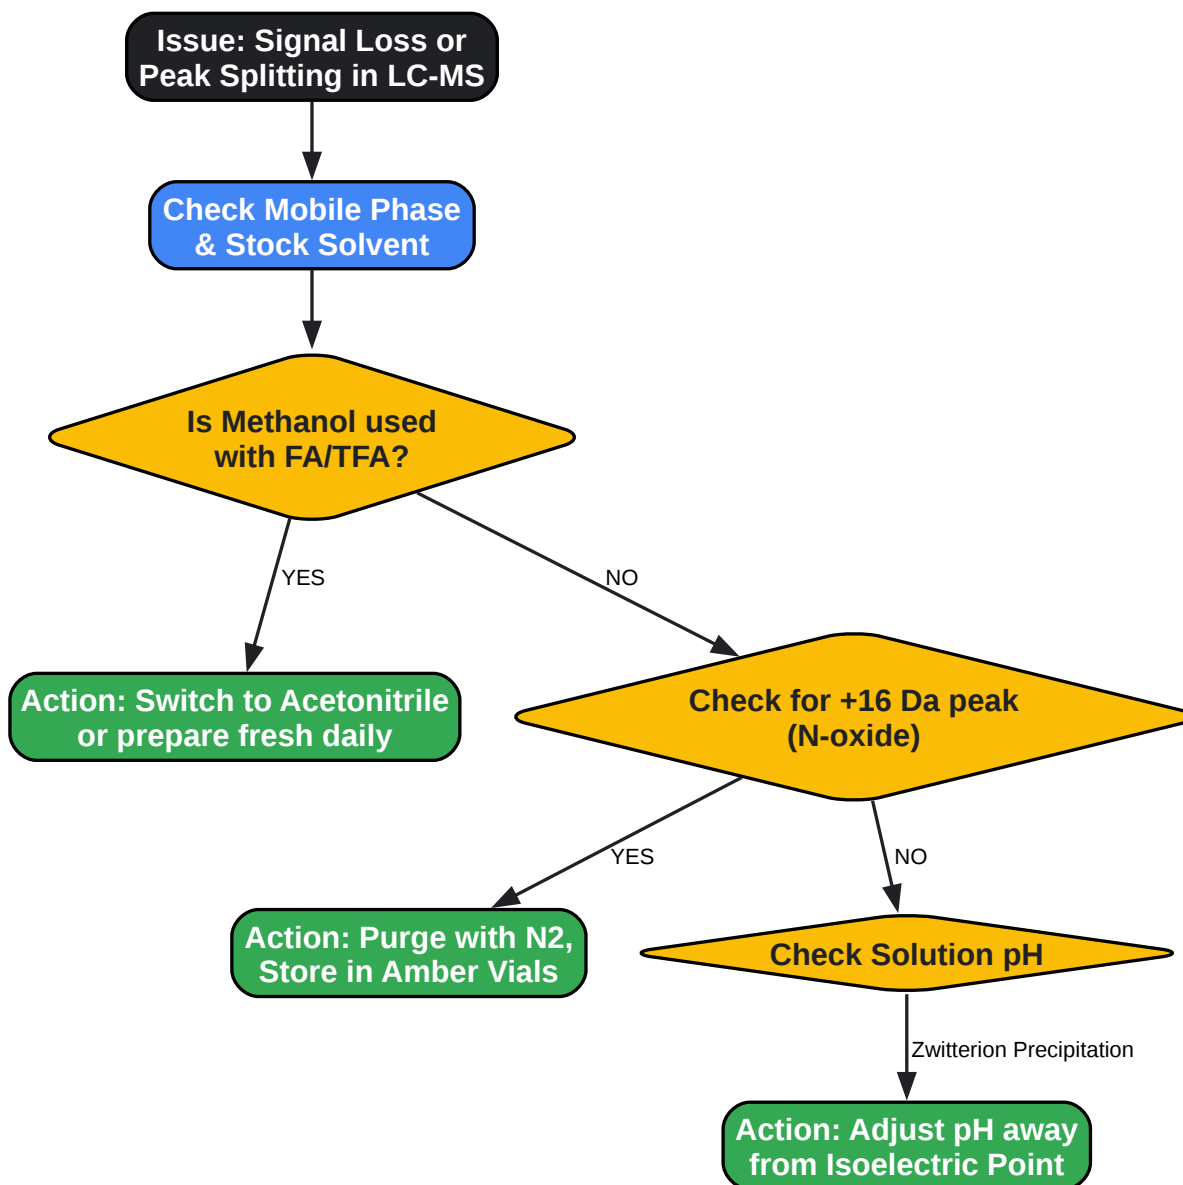 Issue: Signal Loss or
Peak Splitting in LC-MS
Check Mobile Phase
& Stock Solvent
Is Methanol used
with FA/TFA?
YES
NO
Action: Switch to Acetonitrile
or prepare fresh daily
Check for +16 Da peak
(N-oxide)
YES
NO
Action: Purge with N2,
Store in Amber Vials
Check Solution pH
Zwitterion Precipitation
Action: Adjust pH away
from Isoelectric Point